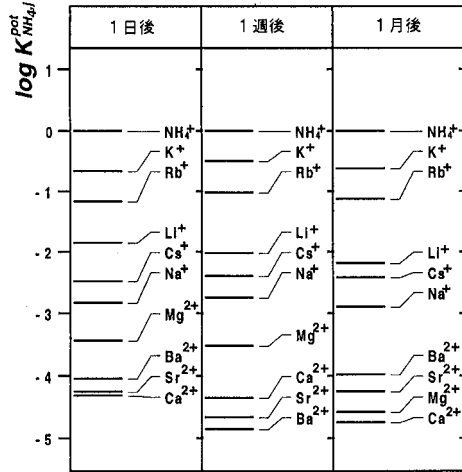 log K^pot_NH₄,j
1日後
1週後
1月後
1
0
-1
-2
-3
-4
-5
NH₄⁺
K⁺
Rb⁺
Li⁺
Cs⁺
Na⁺
Mg²⁺
Ba²⁺
Sr²⁺
Ca²⁺
NH₄⁺
K⁺
Rb⁺
Li⁺
Cs⁺
Na⁺
Mg²⁺
Ca²⁺
Sr²⁺
Ba²⁺
NH₄⁺
K⁺
Rb⁺
Li⁺
Cs⁺
Na⁺
Ba²⁺
Sr²⁺
Mg²⁺
Ca²⁺